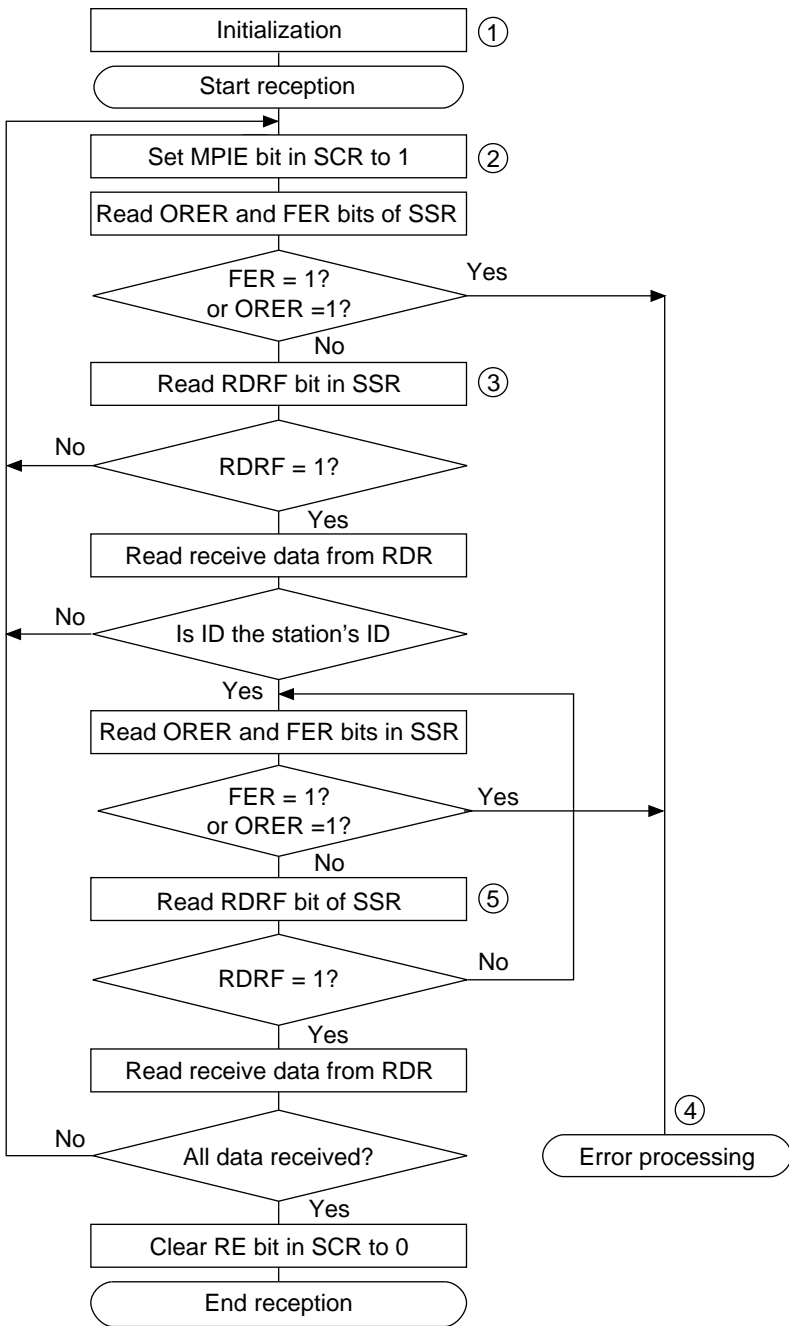 Initialization
①
Start reception
Set MPIE bit in SCR to 1
②
Read ORER and FER bits of SSR
FER = 1?
or ORER =1?
Yes
No
Read RDRF bit in SSR
③
No
RDRF = 1?
Yes
Read receive data from RDR
No
Is ID the station's ID
Yes
Read ORER and FER bits in SSR
FER = 1?
or ORER =1?
Yes
No
Read RDRF bit of SSR
⑤
RDRF = 1?
No
Yes
Read receive data from RDR
④
No
All data received?
Error processing
Yes
Clear RE bit in SCR to 0
End reception